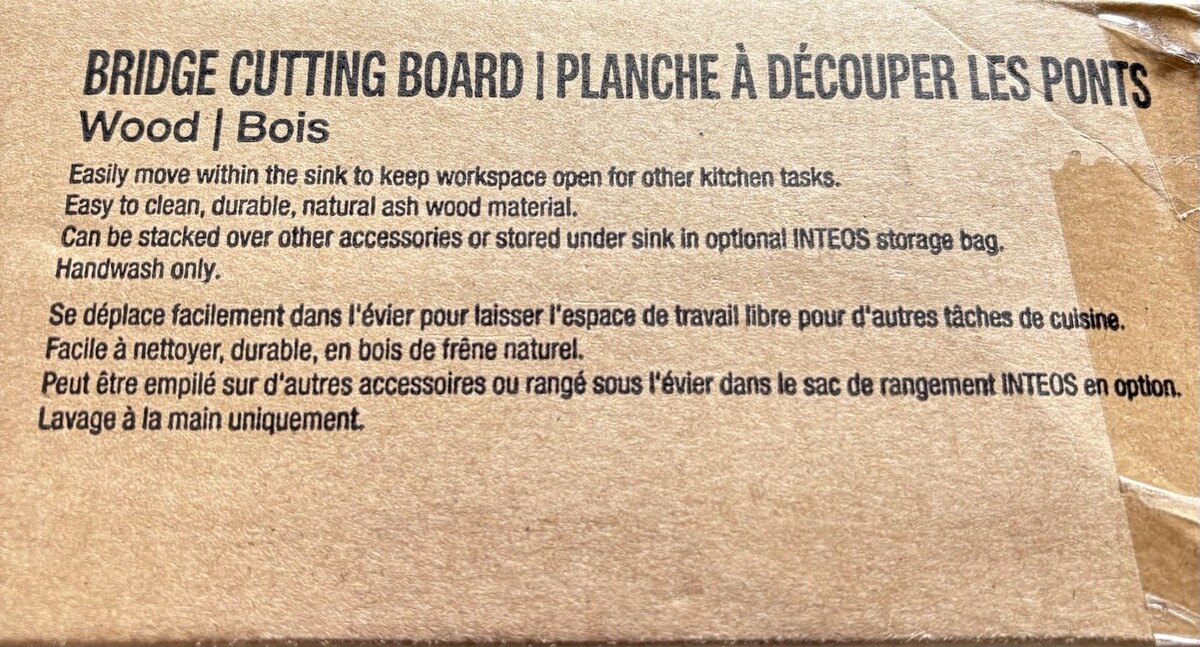 BRIDGE CUTTING BOARD | PLANCHE À DÉCOUPER LES PONTS
Wood | Bois
Easily move within the sink to keep workspace open for other kitchen tasks.
Easy to clean, durable, natural ash wood material.
Can be stacked over other accessories or stored under sink in optional INTEOS storage bag.
Handwash only.
Se déplace facilement dans l'évier pour laisser l'espace de travail libre pour d'autres tâches de cuisine.
Facile à nettoyer, durable, en bois de frêne naturel.
Peut être empilé sur d'autres accessoires ou rangé sous l'évier dans le sac de rangement INTEOS en option.
Lavage à la main uniquement.